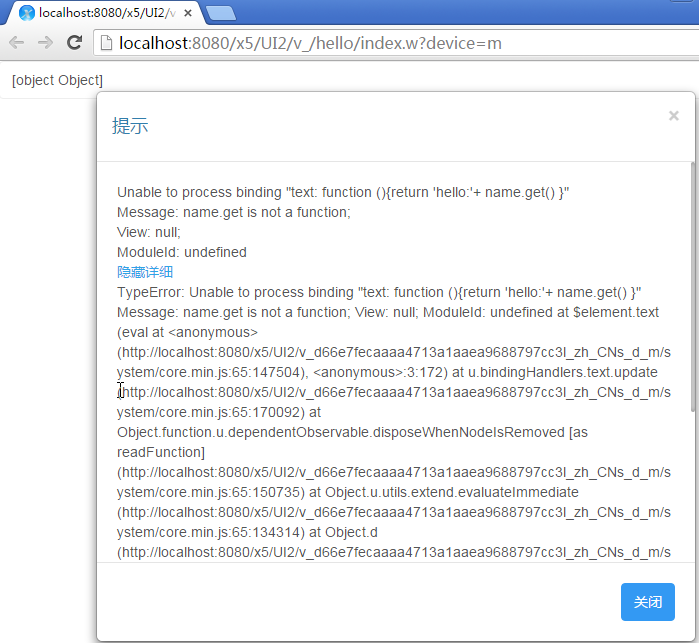 localhost:8080/x5/UI2/v
localhost:8080/x5/UI2/v_/hello/index.w?device=m
[object Object]
提示
×
Unable to process binding "text: function (){return 'hello:'+ name.get() }"
Message: name.get is not a function;
View: null;
ModuleId: undefined
隐藏详细
TypeError: Unable to process binding "text: function (){return 'hello:'+ name.get() }"
Message: name.get is not a function; View: null; ModuleId: undefined at $element.text
(eval at <anonymous>
(http://localhost:8080/x5/UI2/v_d66e7fecaaaa4713a1aaea9688797cc3l_zh_CNs_d_m/s
ystem/core.min.js:65:147504), <anonymous>:3:172) at u.bindingHandlers.text.update
(http://localhost:8080/x5/UI2/v_d66e7fecaaaa4713a1aaea9688797cc3l_zh_CNs_d_m/s
ystem/core.min.js:65:170092) at
Object.function.u.dependentObservable.disposeWhenNodeIsRemoved [as
readFunction]
(http://localhost:8080/x5/UI2/v_d66e7fecaaaa4713a1aaea9688797cc3l_zh_CNs_d_m/s
ystem/core.min.js:65:150735) at Object.u.utils.extend.evaluateImmediate
(http://localhost:8080/x5/UI2/v_d66e7fecaaaa4713a1aaea9688797cc3l_zh_CNs_d_m/s
ystem/core.min.js:65:134314) at Object.d
(http://localhost:8080/x5/UI2/v_d66e7fecaaaa4713a1aaea9688797cc3l_zh_CNs_d_m/s
关闭